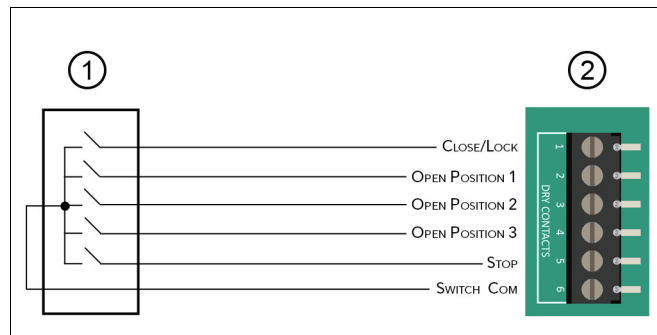 1
2
CLOSE/LOCK
OPEN POSITION 1
OPEN POSITION 2
OPEN POSITION 3
STOP
SWITCH COM
DRY CONTACTS
1
2
3
4
5
6